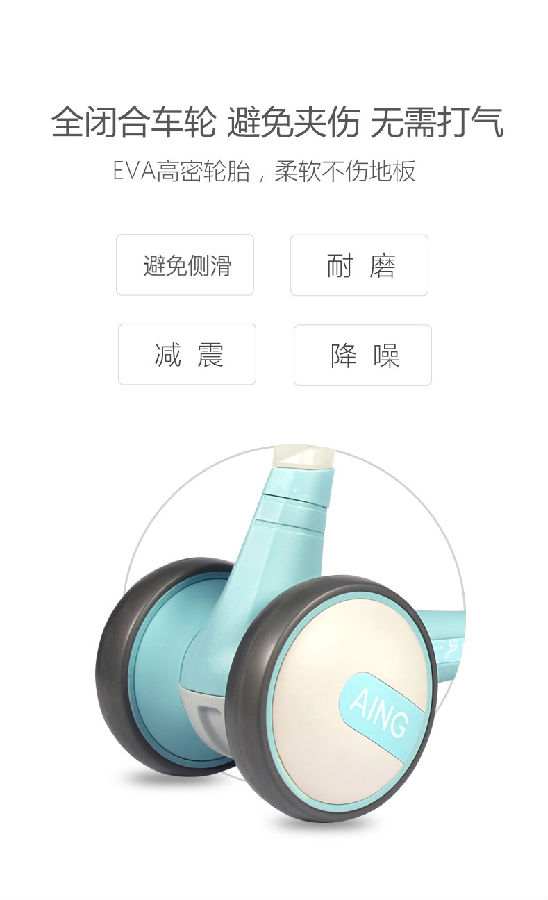 全闭合车轮 避免夹伤 无需打气
EVA高密轮胎，柔软不伤地板
避免侧滑
耐 磨
减 震
降 噪
AING